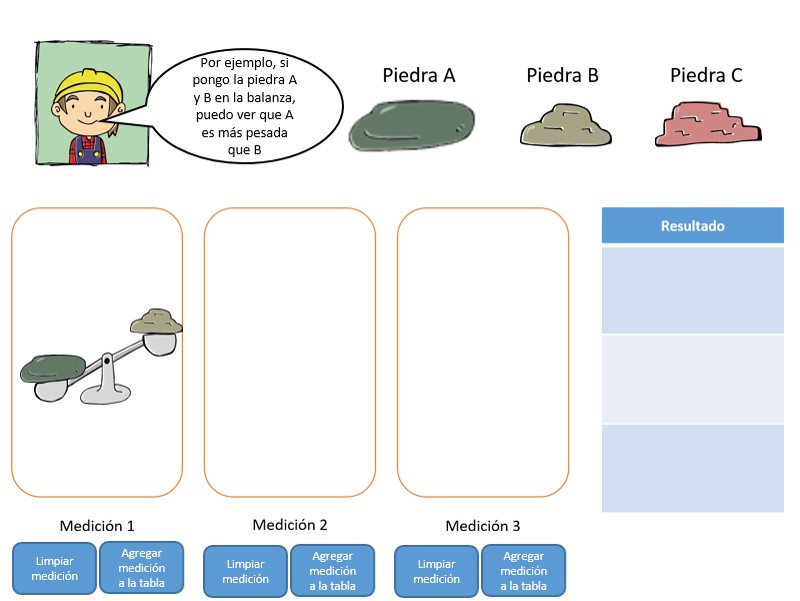 Por ejemplo, si
pongo la piedra A
y B en la balanza,
puedo ver que A
es más pesada
que B
Piedra A
Piedra B
Piedra C
Resultado
Medición 1
Medición 2
Medición 3
Limpiar
medición
Agregar
medición
a la tabla
Limpiar
medición
Agregar
medición
a la tabla
Limpiar
medición
Agregar
medición
a la tabla